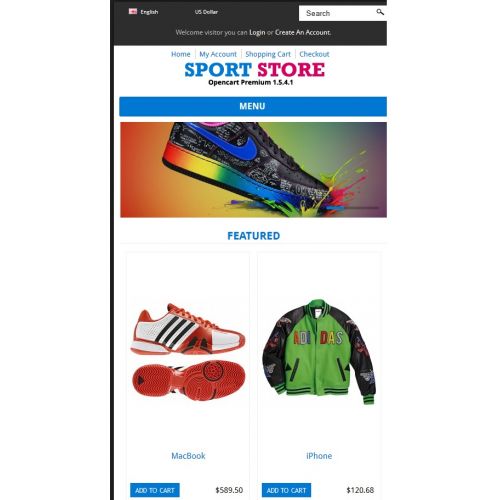 English US Dollar Search
Welcome visitor you can Login or Create An Account.
Home My Account Shopping Cart Checkout
SPORT STORE
Opencart Premium 1.5.4.1
MENU
FEATURED
ADIDAS
MacBook iPhone
ADD TO CART $589.50 ADD TO CART $120.68